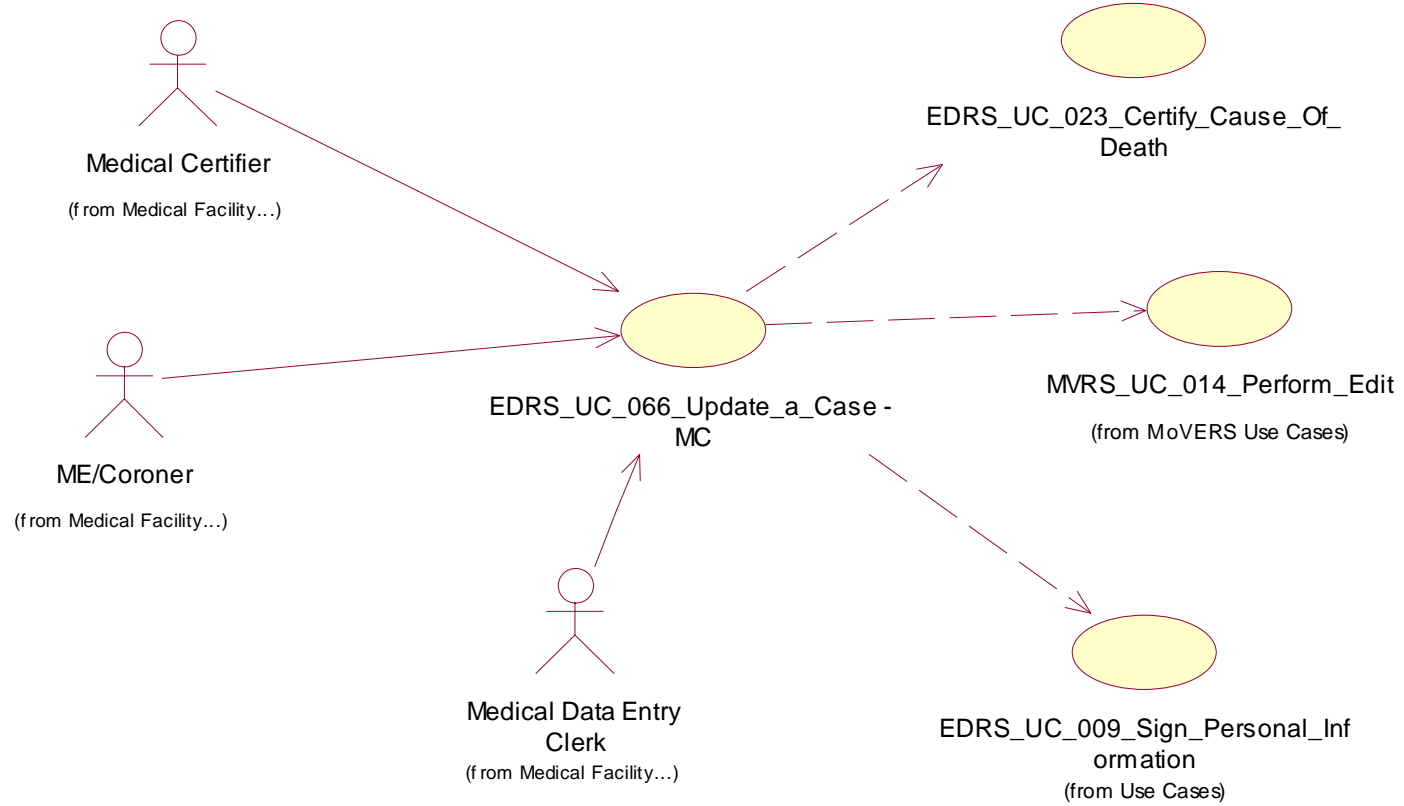 EDRS_UC_023_Certify_Cause_Of_
Death
Medical Certifier
(from Medical Facility...)
MVRS_UC_014_Perform_Edit
(from MoVERS Use Cases)
EDRS_UC_066_Update_a_Case -
MC
ME/Coroner
(from Medical Facility...)
Medical Data Entry
Clerk
(from Medical Facility...)
EDRS_UC_009_Sign_Personal_Inf
ormation
(from Use Cases)